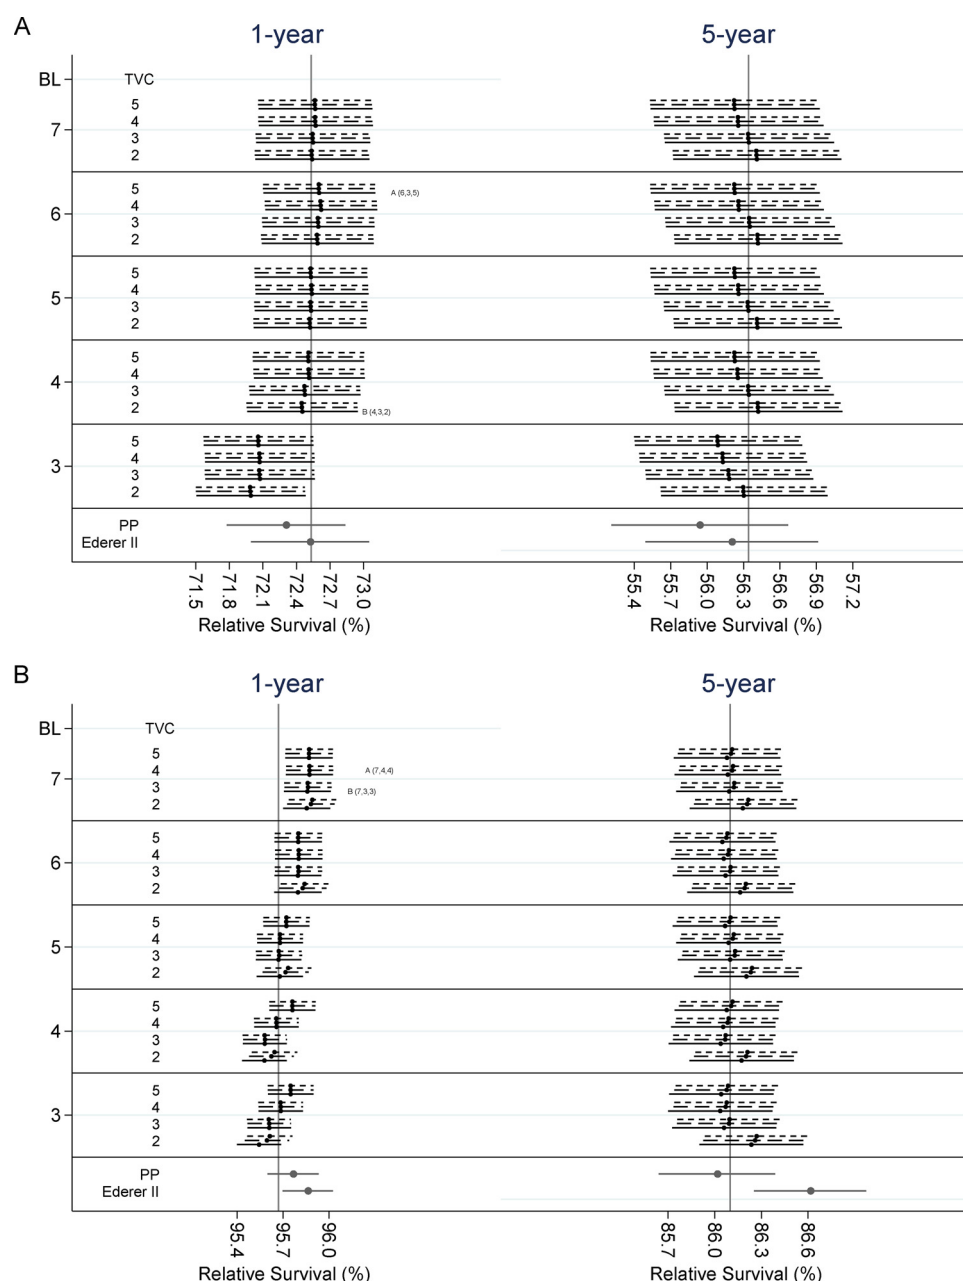 A
1-year 5-year
BL TVC
5
4
7
3
2
5
A (6,3,5)
4
6
3
2
5
4
5
3
2
5
4
4
3
2
B (4,3,2)
5
4
3
3
2
PP
Ederer II
71.5 71.8 72.1 72.4 72.7 73.0 55.4 55.7 56.0 56.3 56.6 56.9 57.2
Relative Survival (%) Relative Survival (%)
B
1-year 5-year
BL TVC
5
4 A (7,4,4)
7
3 B (7,3,3)
2
5
4
6
3
2
5
4
5
3
2
5
4
4
3
2
5
4
3
3
2
PP
Ederer II
95.4 95.7 96.0 85.7 86.0 86.3 86.6
Relative Survival (%) Relative Survival (%)